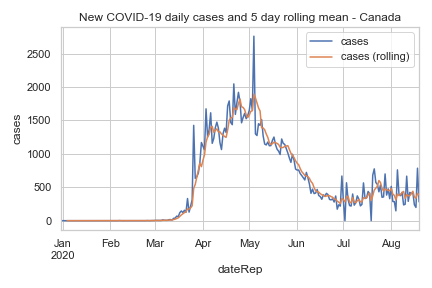 New COVID-19 daily cases and 5 day rolling mean - Canada
cases
cases (rolling)
2500
2000
1500
1000
500
0
cases
Jan Feb Mar Apr May Jun Jul Aug
2020
dateRep